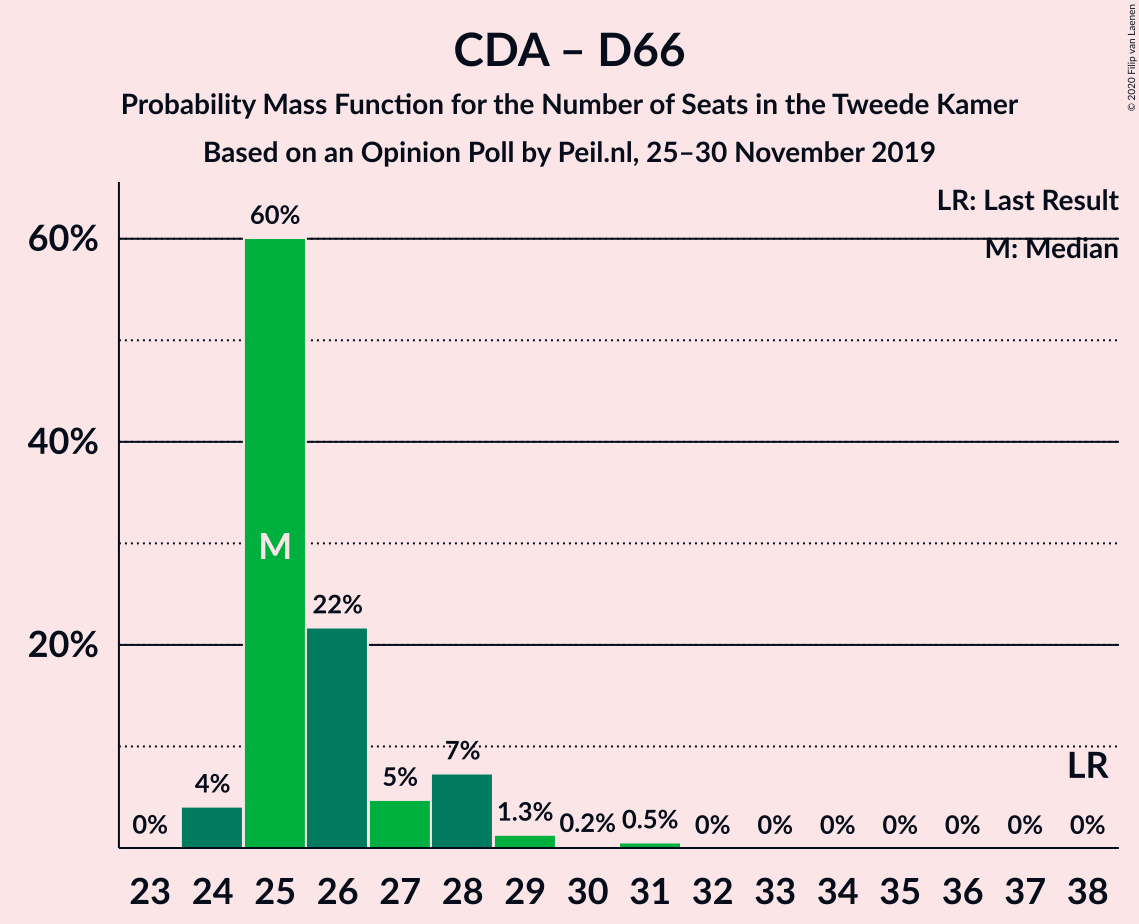 CDA – D66
Probability Mass Function for the Number of Seats in the Tweede Kamer
Based on an Opinion Poll by Peil.nl, 25–30 November 2019
© 2020 Filip van Laenen
LR: Last Result
M: Median
60%
40%
20%
0%
4%
60%
M
22%
5%
7%
1.3%
0.2%
0.5%
0%
0%
0%
0%
0%
0%
0%
LR
23 24 25 26 27 28 29 30 31 32 33 34 35 36 37 38